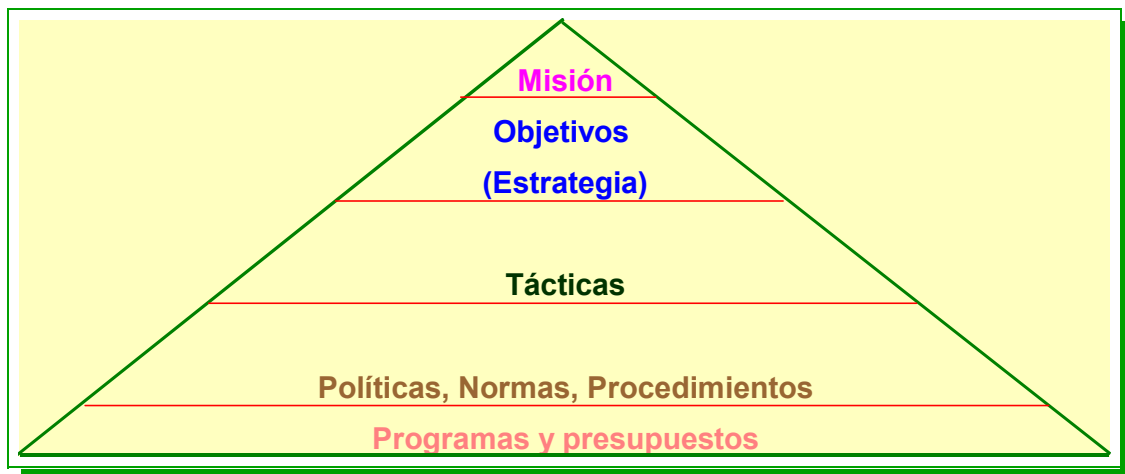 Misión
Objetivos
(Estrategia)
Tácticas
Políticas, Normas, Procedimientos
Programas y presupuestos